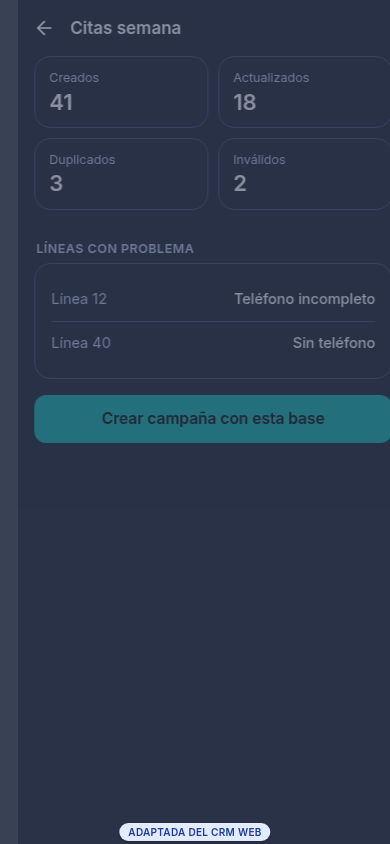 Citas semana
Creados
Actualizados
41
18
Duplicados
Inválidos
3
2
LÍNEAS CON PROBLEMA
Línea 12 Teléfono incompleto
Línea 40 Sin teléfono
Crear campaña con esta base
ADAPTADA DEL CRM WEB